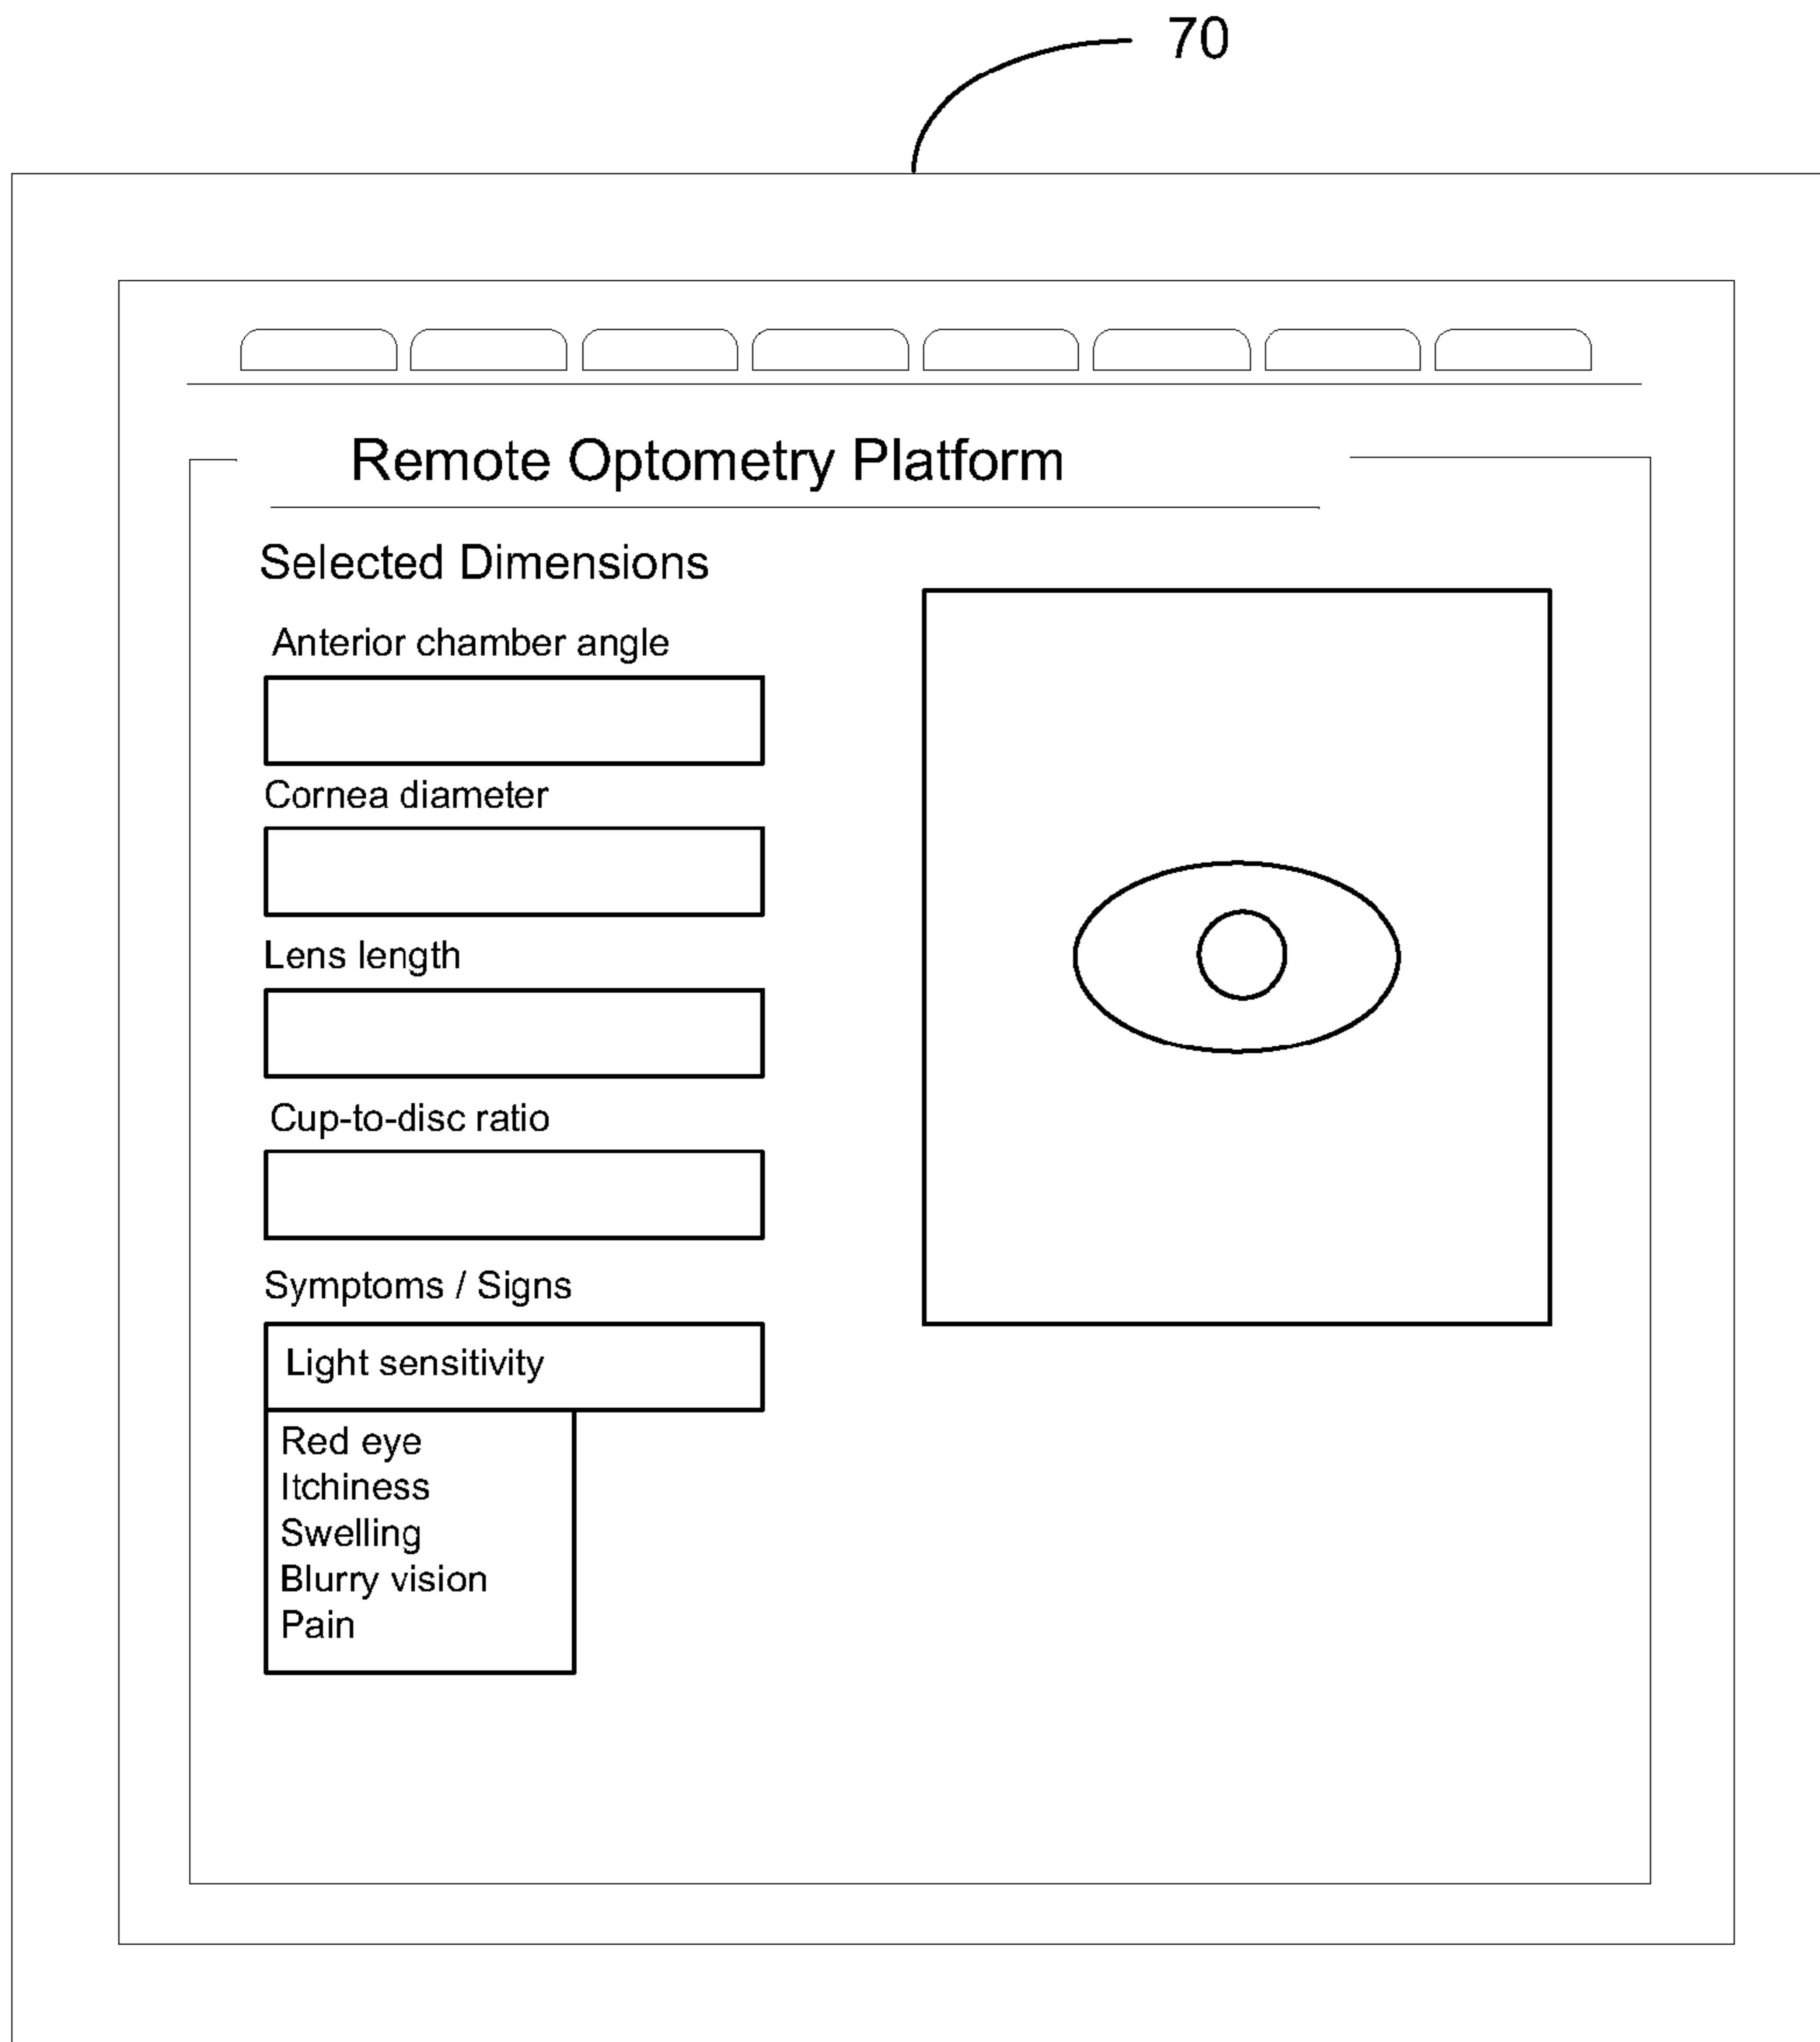 70
Remote Optometry Platform
Selected Dimensions
Anterior chamber angle
Cornea diameter
Lens length
Cup-to-disc ratio
Symptoms / Signs
Light sensitivity
Red eye
Itchiness
Swelling
Blurry vision
Pain